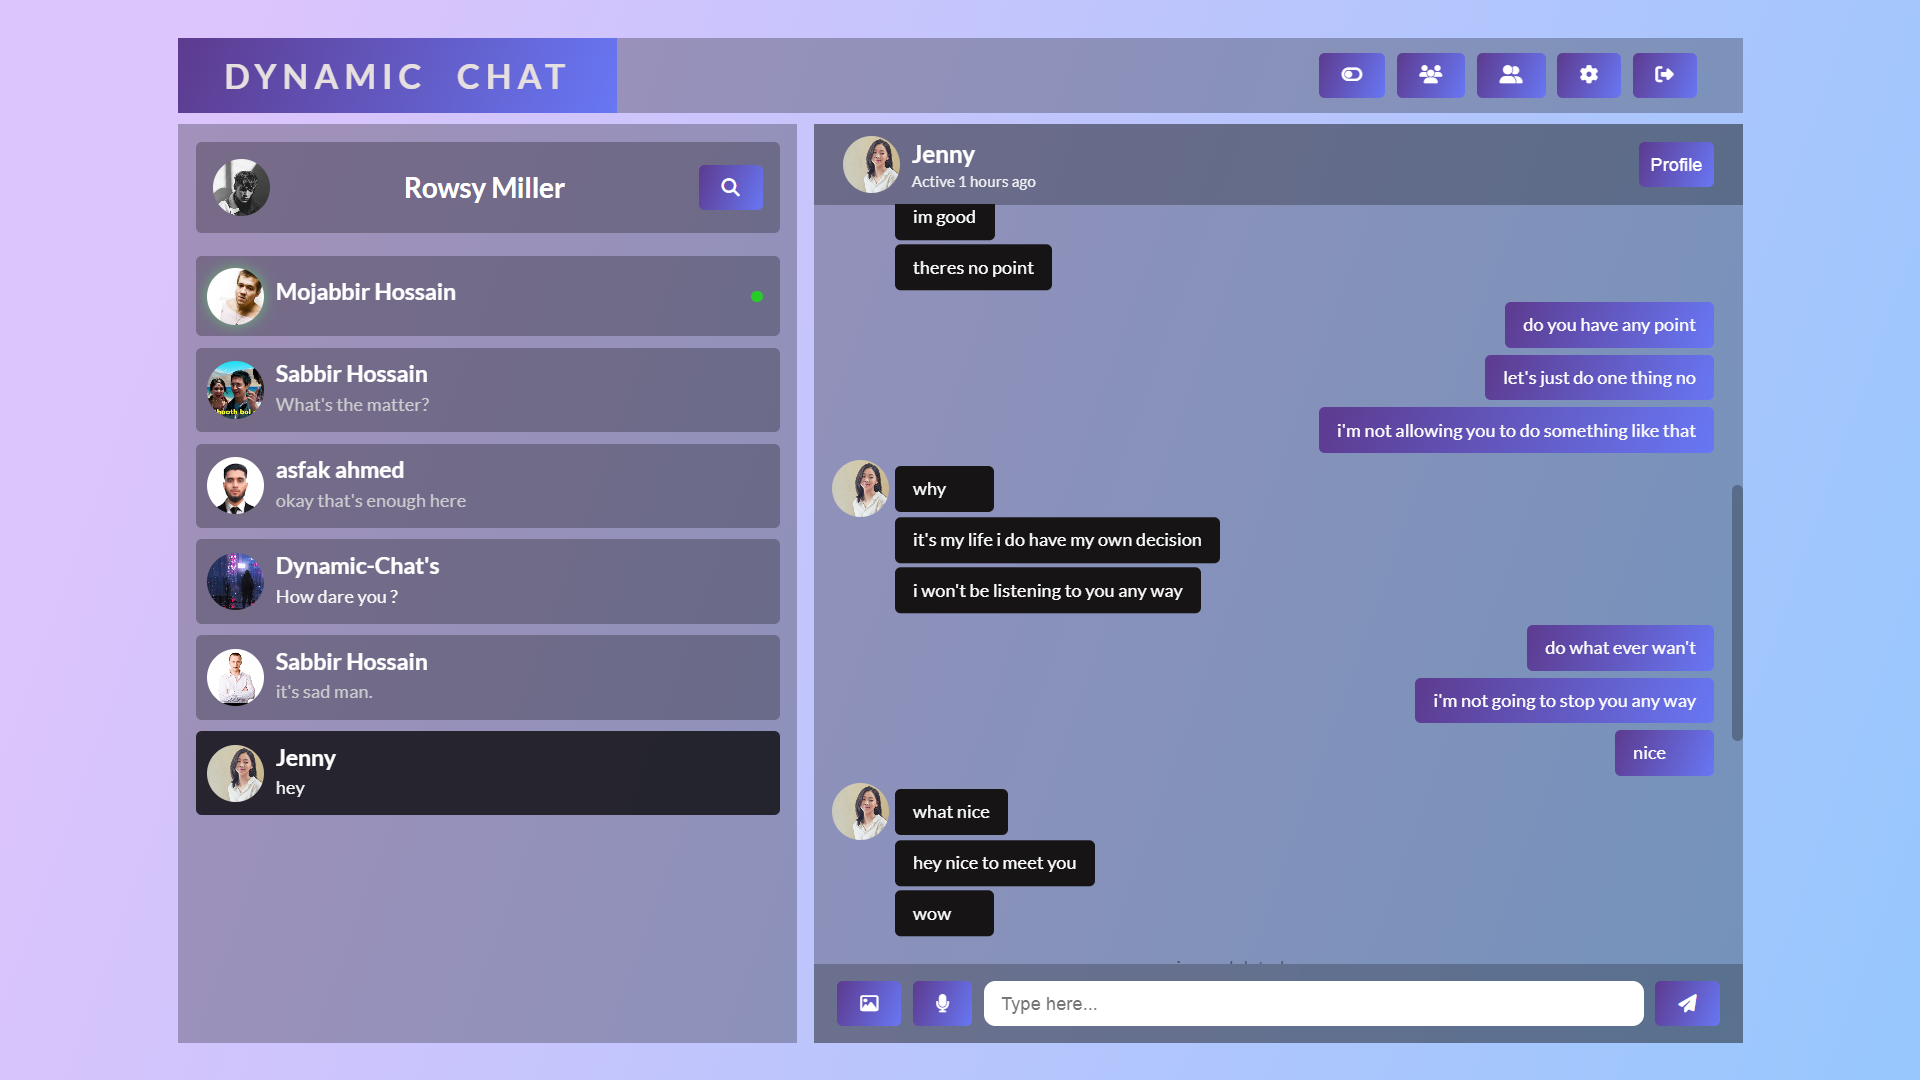 DYNAMIC CHAT
Rowsy Miller
Mojabbir Hossain
Sabbir Hossain
What's the matter?
asfak ahmed
okay that's enough here
Dynamic-Chat's
How dare you ?
Sabbir Hossain
it's sad man.
Jenny
hey
Jenny
Active 1 hours ago
Profile
im good
theres no point
do you have any point
let's just do one thing no
i'm not allowing you to do something like that
why
it's my life i do have my own decision
i won't be listening to you any way
do what ever wan't
i'm not going to stop you any way
nice
what nice
hey nice to meet you
wow
Type here...